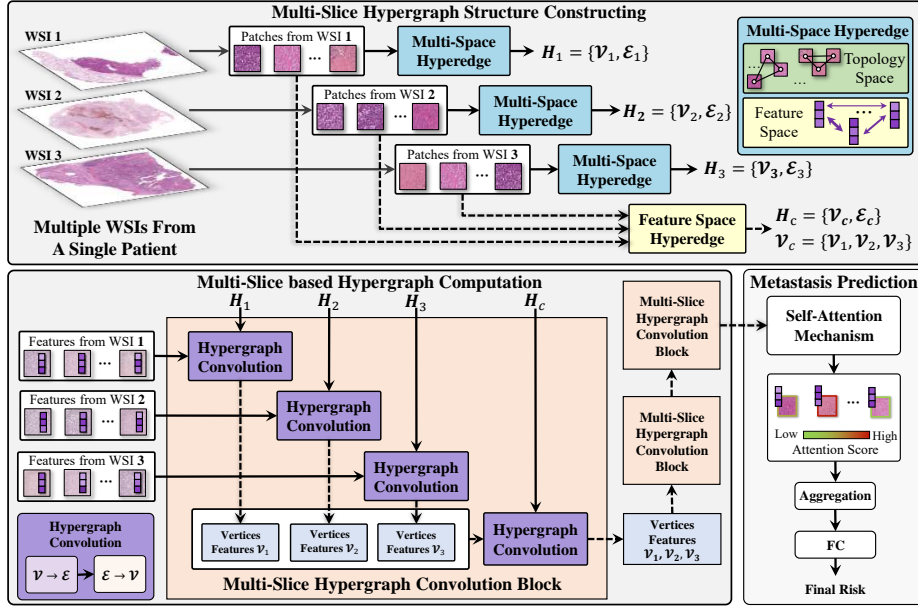 Multi-Slice Hypergraph Structure Constructing
WSI 1
Patches from WSI 1
...
Multi-Space
Hyperedge
H₁ = {𝒱₁, ℰ₁}
WSI 2
Patches from WSI 2
...
Multi-Space
Hyperedge
H₂ = {𝒱₂, ℰ₂}
WSI 3
Patches from WSI 3
...
Multi-Space
Hyperedge
H₃ = {𝒱₃, ℰ₃}
Multi-Space Hyperedge
...
...
Topology
Space
Feature
Space
...
Multiple WSIs From
A Single Patient
Feature Space
Hyperedge
H_c = {𝒱_c, ℰ_c}
𝒱_c = {𝒱₁, 𝒱₂, 𝒱₃}
Multi-Slice based Hypergraph Computation
H₁
H₂
H₃
H_c
Features from WSI 1
...
Features from WSI 2
...
Features from WSI 3
...
Hypergraph
Convolution
Hypergraph
Convolution
Hypergraph
Convolution
Hypergraph
Convolution
𝒱 → ℰ
ℰ → 𝒱
Vertices
Features 𝒱₁
Vertices
Features 𝒱₂
Vertices
Features 𝒱₃
Hypergraph
Convolution
Multi-Slice Hypergraph Convolution Block
Multi-Slice
Hypergraph
Convolution
Block
Multi-Slice
Hypergraph
Convolution
Block
Vertices
Features
𝒱₁, 𝒱₂, 𝒱₃
Metastasis Prediction
Self-Attention
Mechanism
...
Low
High
Attention Score
Aggregation
FC
Final Risk